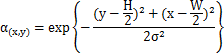 α(x,y) = exp{−((y − H/2)² + (x − W/2)²)/(2σ²)}